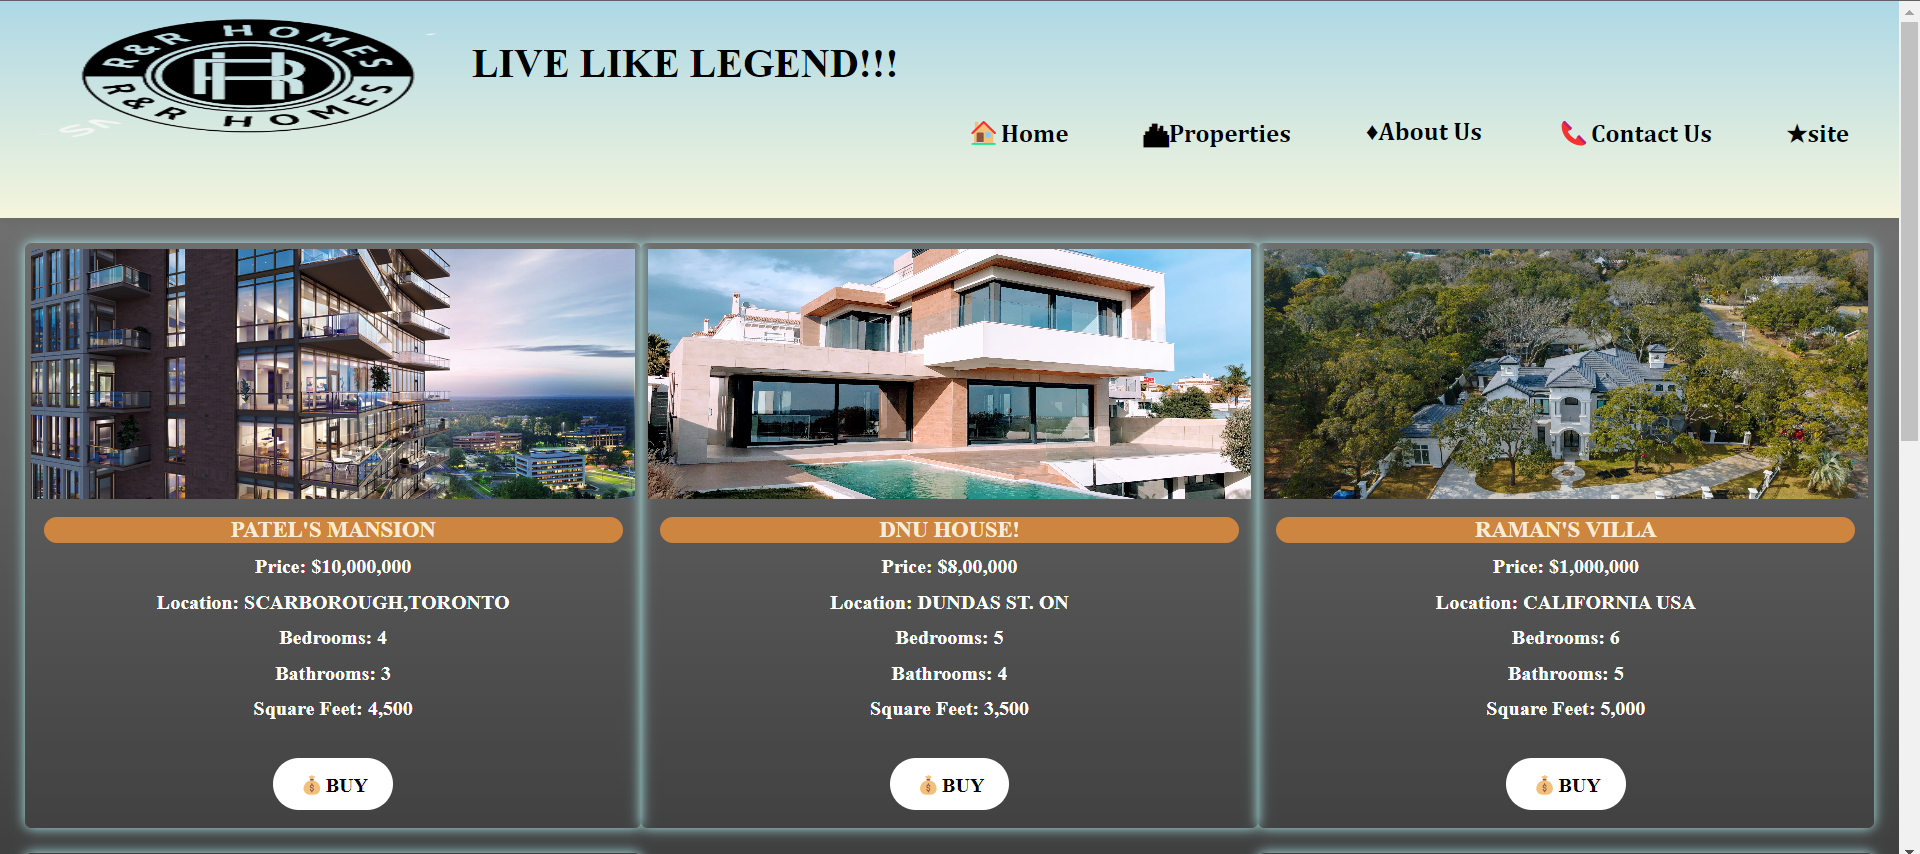 R&R HOMES
R&R HOMES
HR
LIVE LIKE LEGEND!!!
Home
Properties
About Us
Contact Us
site
PATEL'S MANSION
Price: $10,000,000
Location: SCARBOROUGH,TORONTO
Bedrooms: 4
Bathrooms: 3
Square Feet: 4,500
BUY
DNU HOUSE!
Price: $8,00,000
Location: DUNDAS ST. ON
Bedrooms: 5
Bathrooms: 4
Square Feet: 3,500
BUY
RAMAN'S VILLA
Price: $1,000,000
Location: CALIFORNIA USA
Bedrooms: 6
Bathrooms: 5
Square Feet: 5,000
BUY